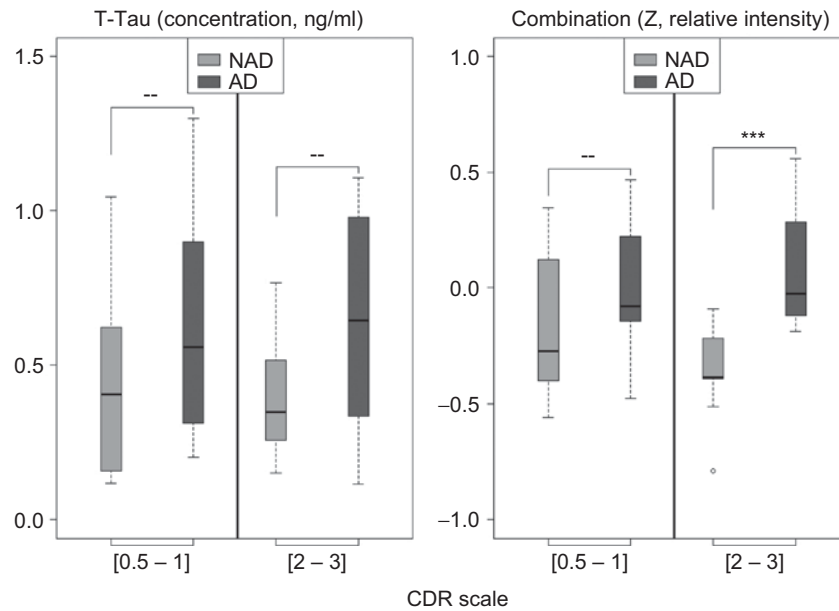 T-Tau (concentration, ng/ml)
1.5
1.0
0.5
0.0
NAD
AD
--
--
[0.5 – 1]
[2 – 3]
Combination (Z, relative intensity)
1.0
0.5
0.0
–0.5
–1.0
NAD
AD
--
***
[0.5 – 1]
[2 – 3]
CDR scale